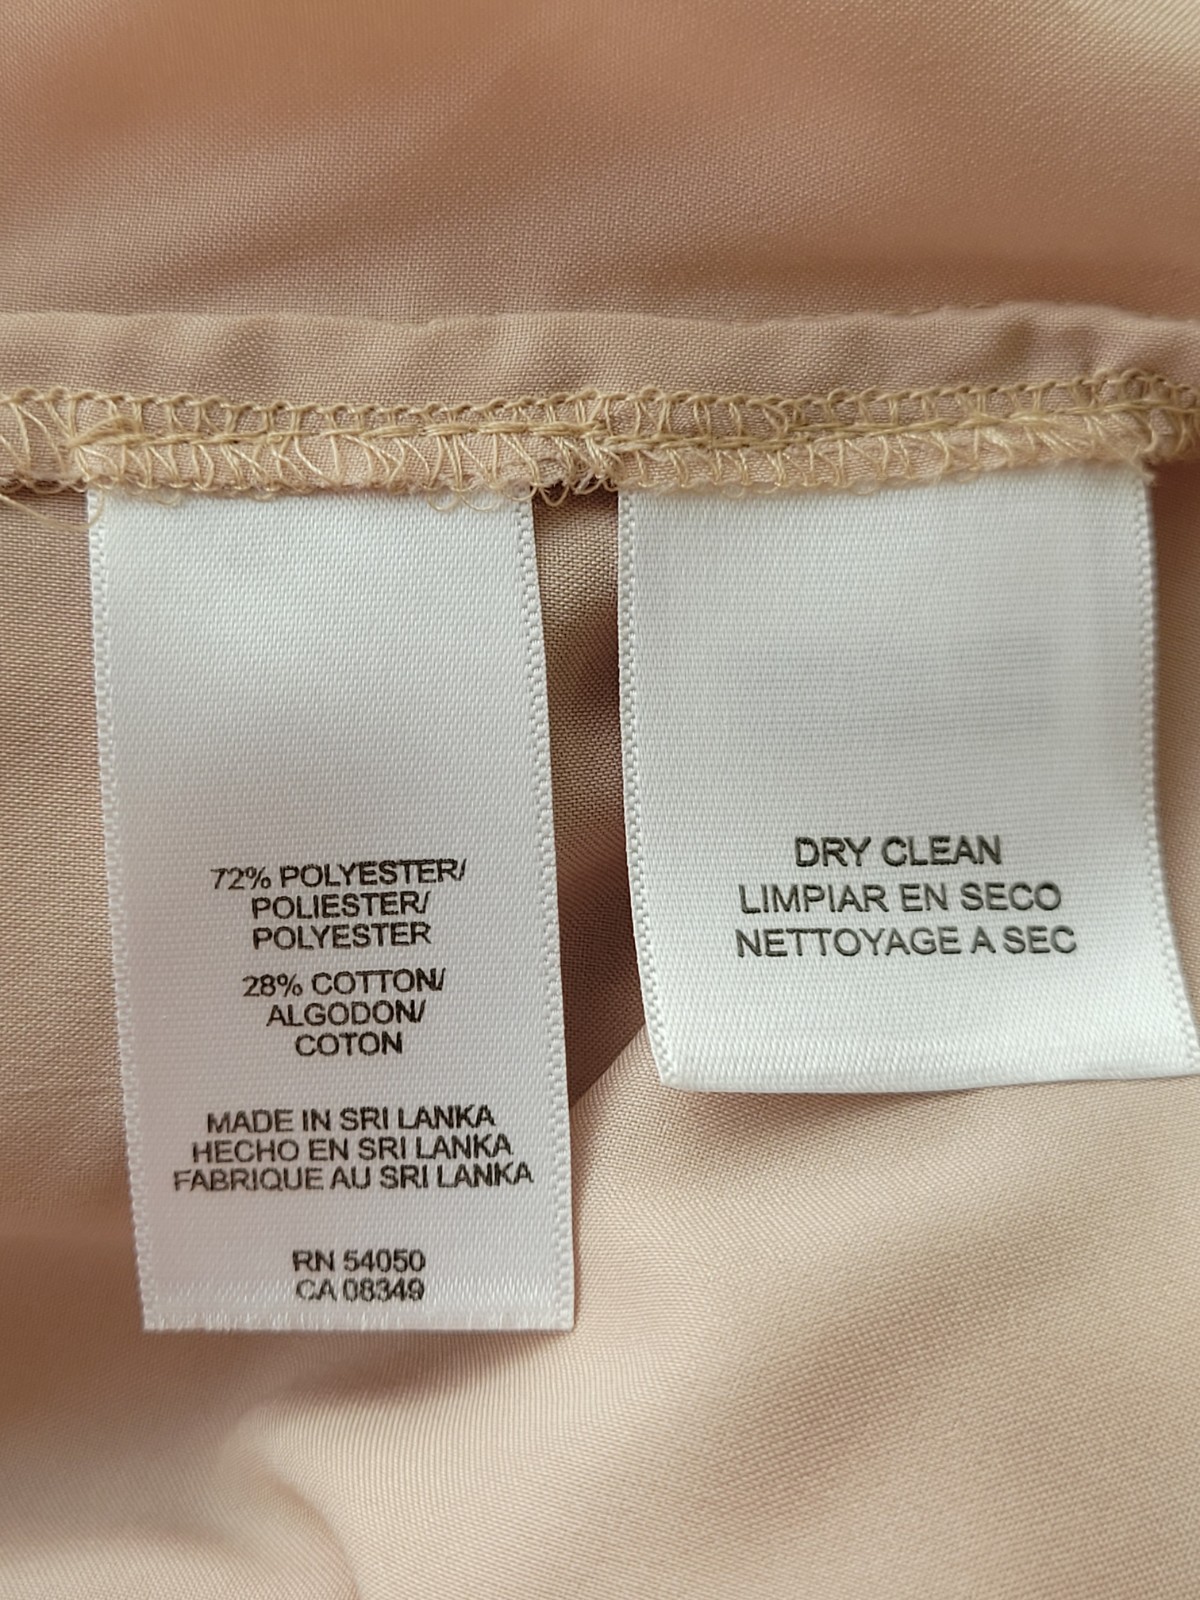 72% POLYESTER/
POLIESTER/
POLYESTER
28% COTTON/
ALGODON/
COTON
MADE IN SRI LANKA
HECHO EN SRI LANKA
FABRIQUE AU SRI LANKA
RN 54050
CA 08349
DRY CLEAN
LIMPIAR EN SECO
NETTOYAGE A SEC